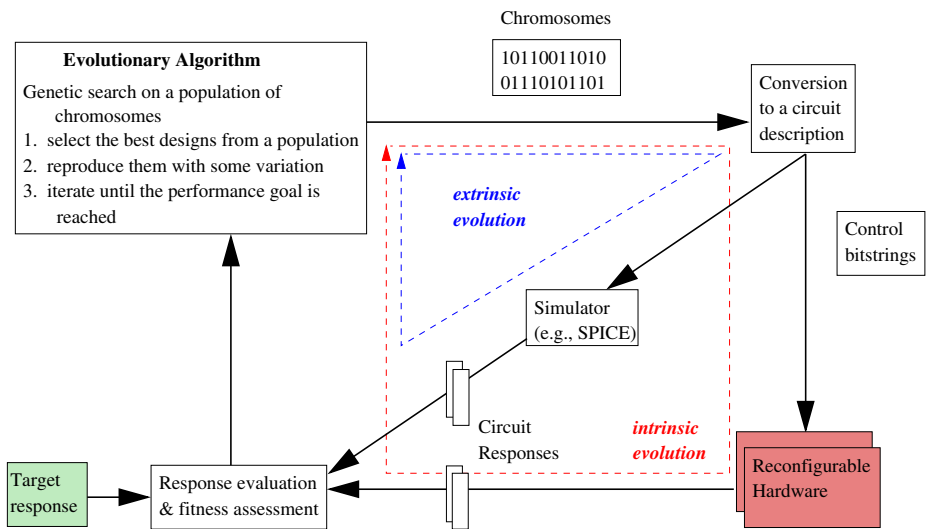 Chromosomes
10110011010
01110101101
Evolutionary Algorithm
Genetic search on a population of
chromosomes
1. select the best designs from a population
2. reproduce them with some variation
3. iterate until the performance goal is
reached
Conversion
to a circuit
description
extrinsic
evolution
Control
bitstrings
Simulator
(e.g., SPICE)
Circuit
Responses
intrinsic
evolution
Reconfigurable
Hardware
Target
response
Response evaluation
& fitness assessment